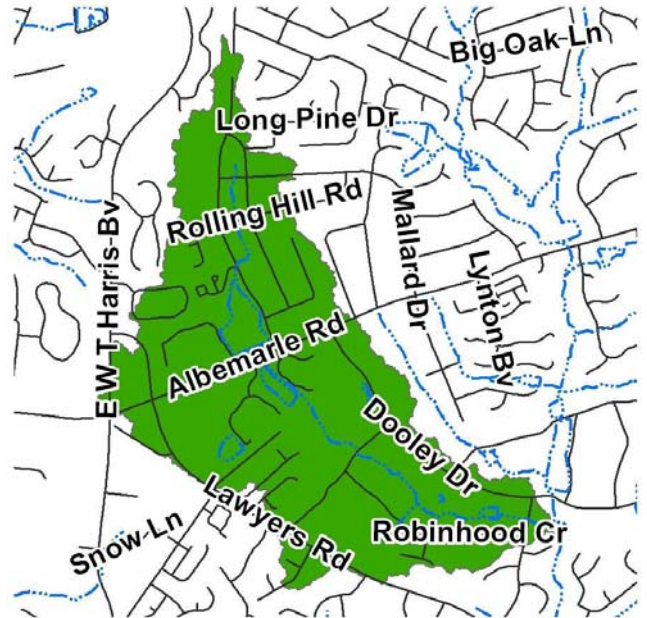 Big Oak Ln
Long Pine Dr
Rolling Hill Rd
Mallard Dr
E W T Harris Bv
Lynton Bv
Albemarle Rd
Dooley Dr
Lawyers Rd
Snow Ln
Robinhood Cr